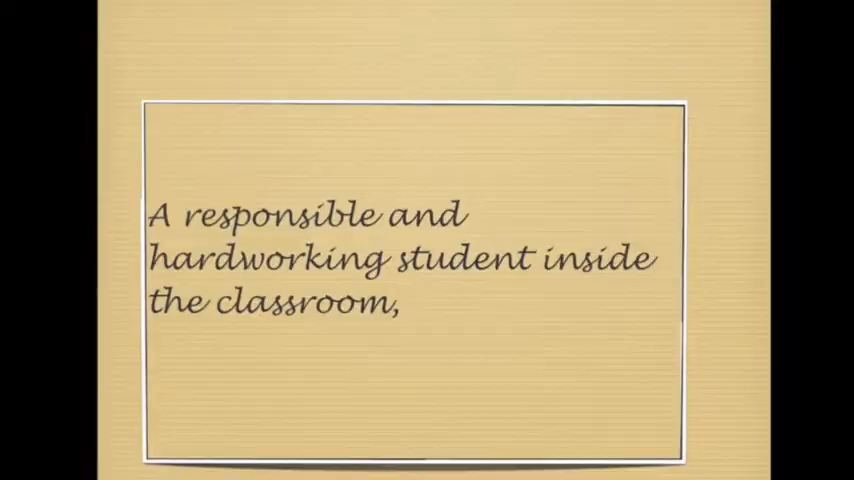 A responsible and
hardworking student inside
the classroom,